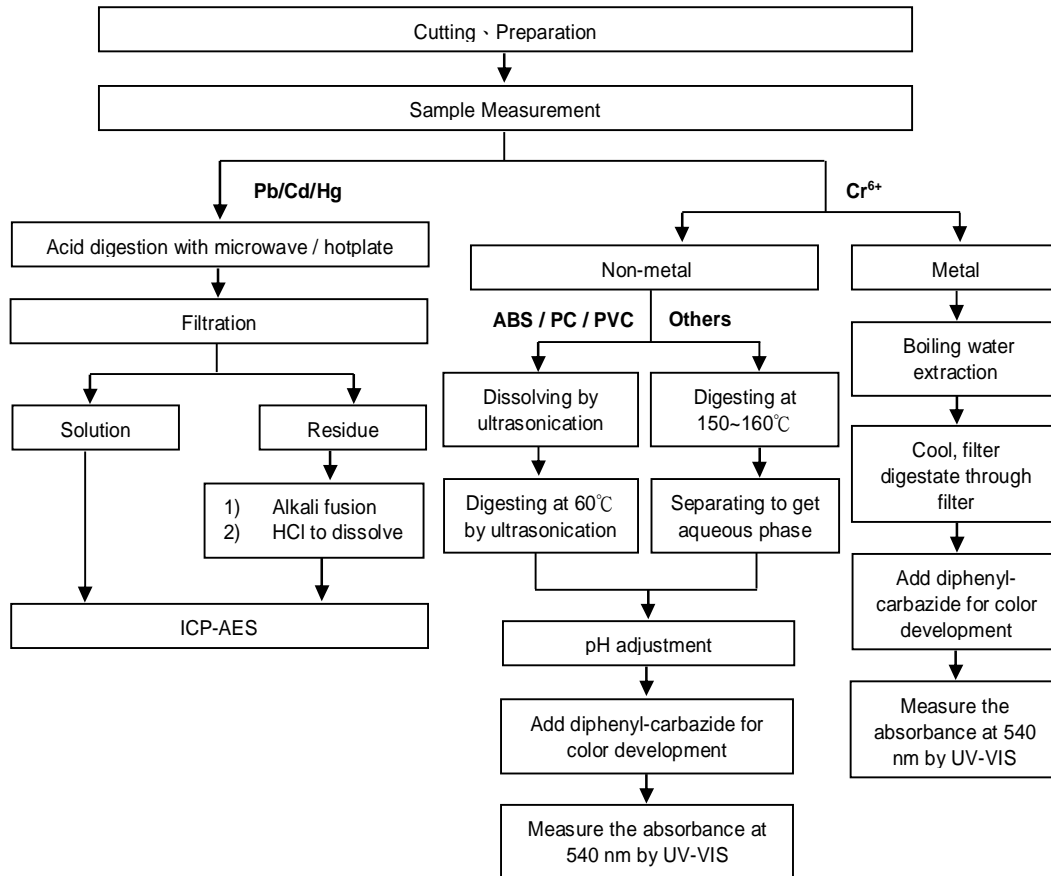 Cutting、Preparation
Sample Measurement
Pb/Cd/Hg
Acid digestion with microwave / hotplate
Filtration
Solution
Residue
1) Alkali fusion
2) HCl to dissolve
ICP-AES
Cr⁶⁺
Non-metal
ABS / PC / PVC
Others
Dissolving by
ultrasonication
Digesting at 60℃
by ultrasonication
Digesting at
150~160℃
Separating to get
aqueous phase
pH adjustment
Add diphenyl-carbazide for
color development
Measure the absorbance at
540 nm by UV-VIS
Metal
Boiling water
extraction
Cool, filter
digestate through
filter
Add diphenyl-
carbazide for color
development
Measure the
absorbance at 540
nm by UV-VIS